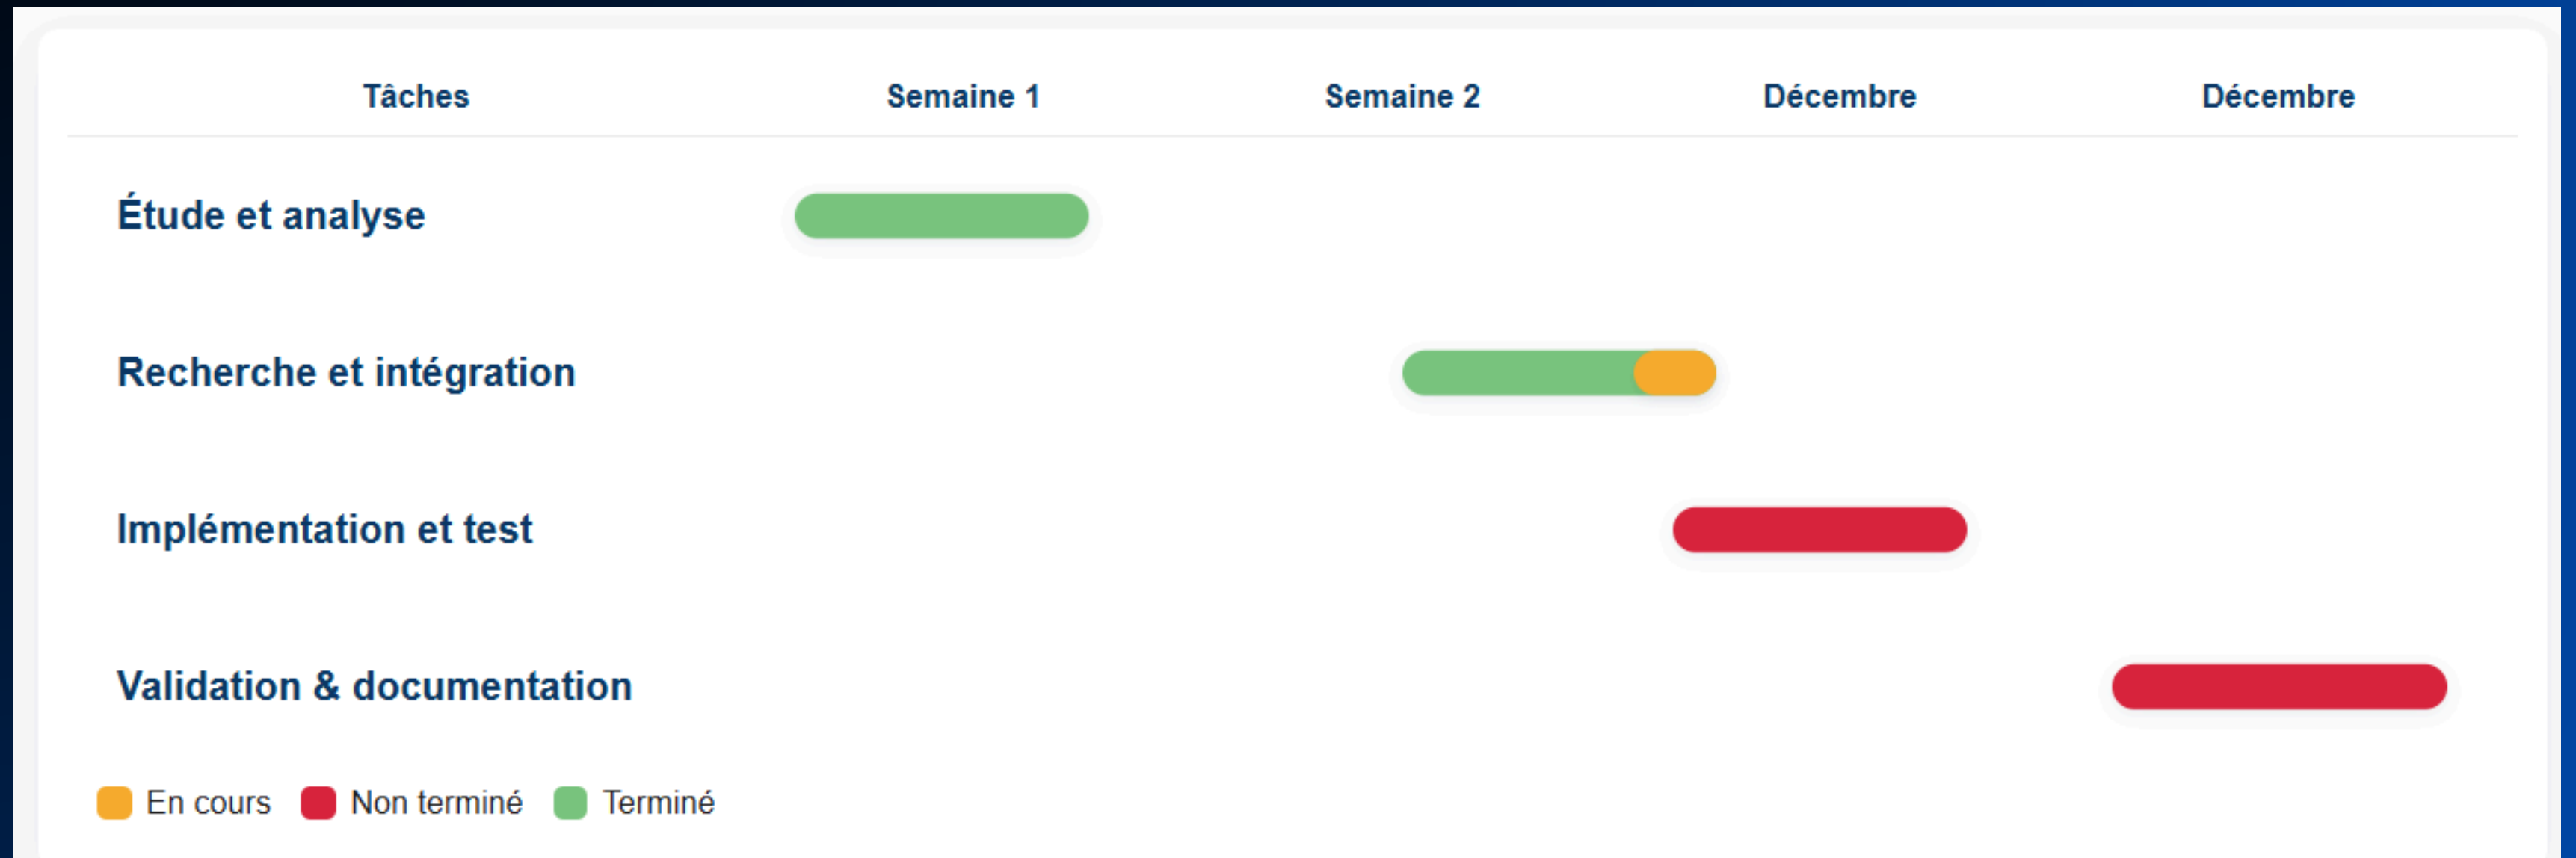 Tâches Semaine 1 Semaine 2 Décembre Décembre
Étude et analyse
Recherche et intégration
Implémentation et test
Validation & documentation
En cours Non terminé Terminé